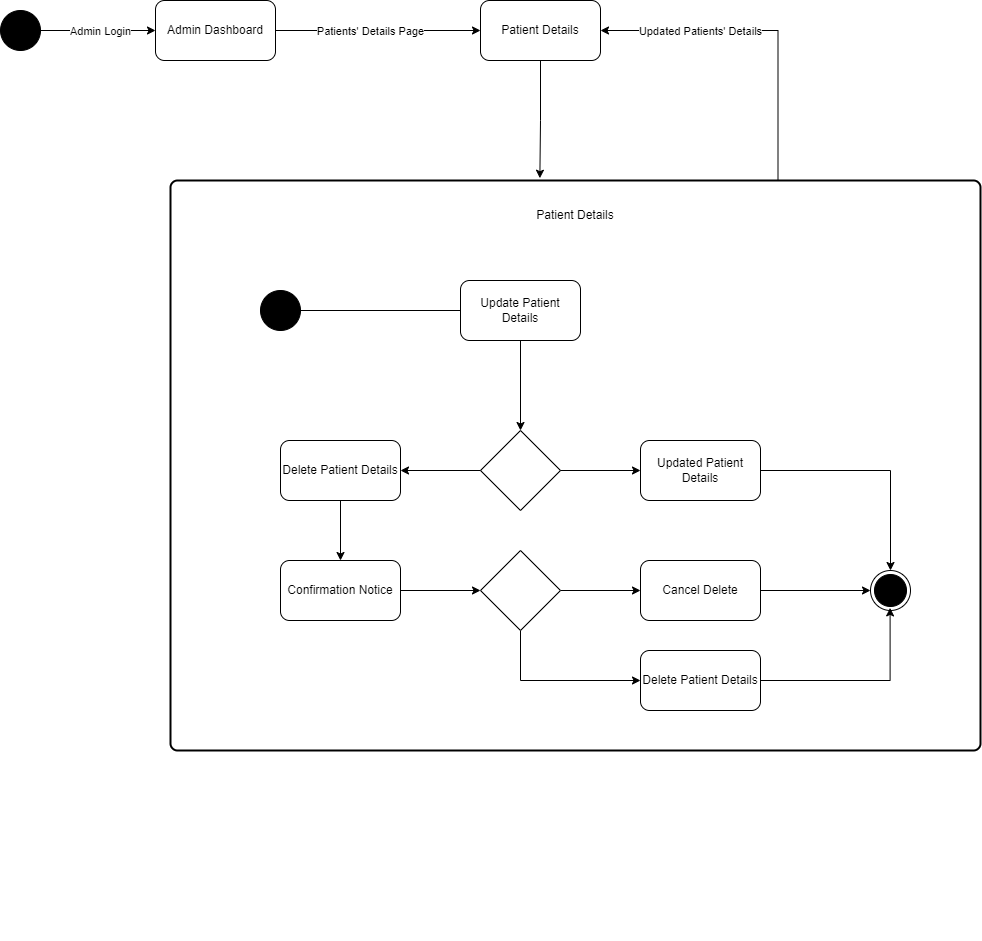 Admin Login
Admin Dashboard
Patients' Details Page
Patient Details
Updated Patients' Details
Patient Details
Update Patient
Details
Delete Patient Details
Updated Patient
Details
Confirmation Notice
Cancel Delete
Delete Patient Details